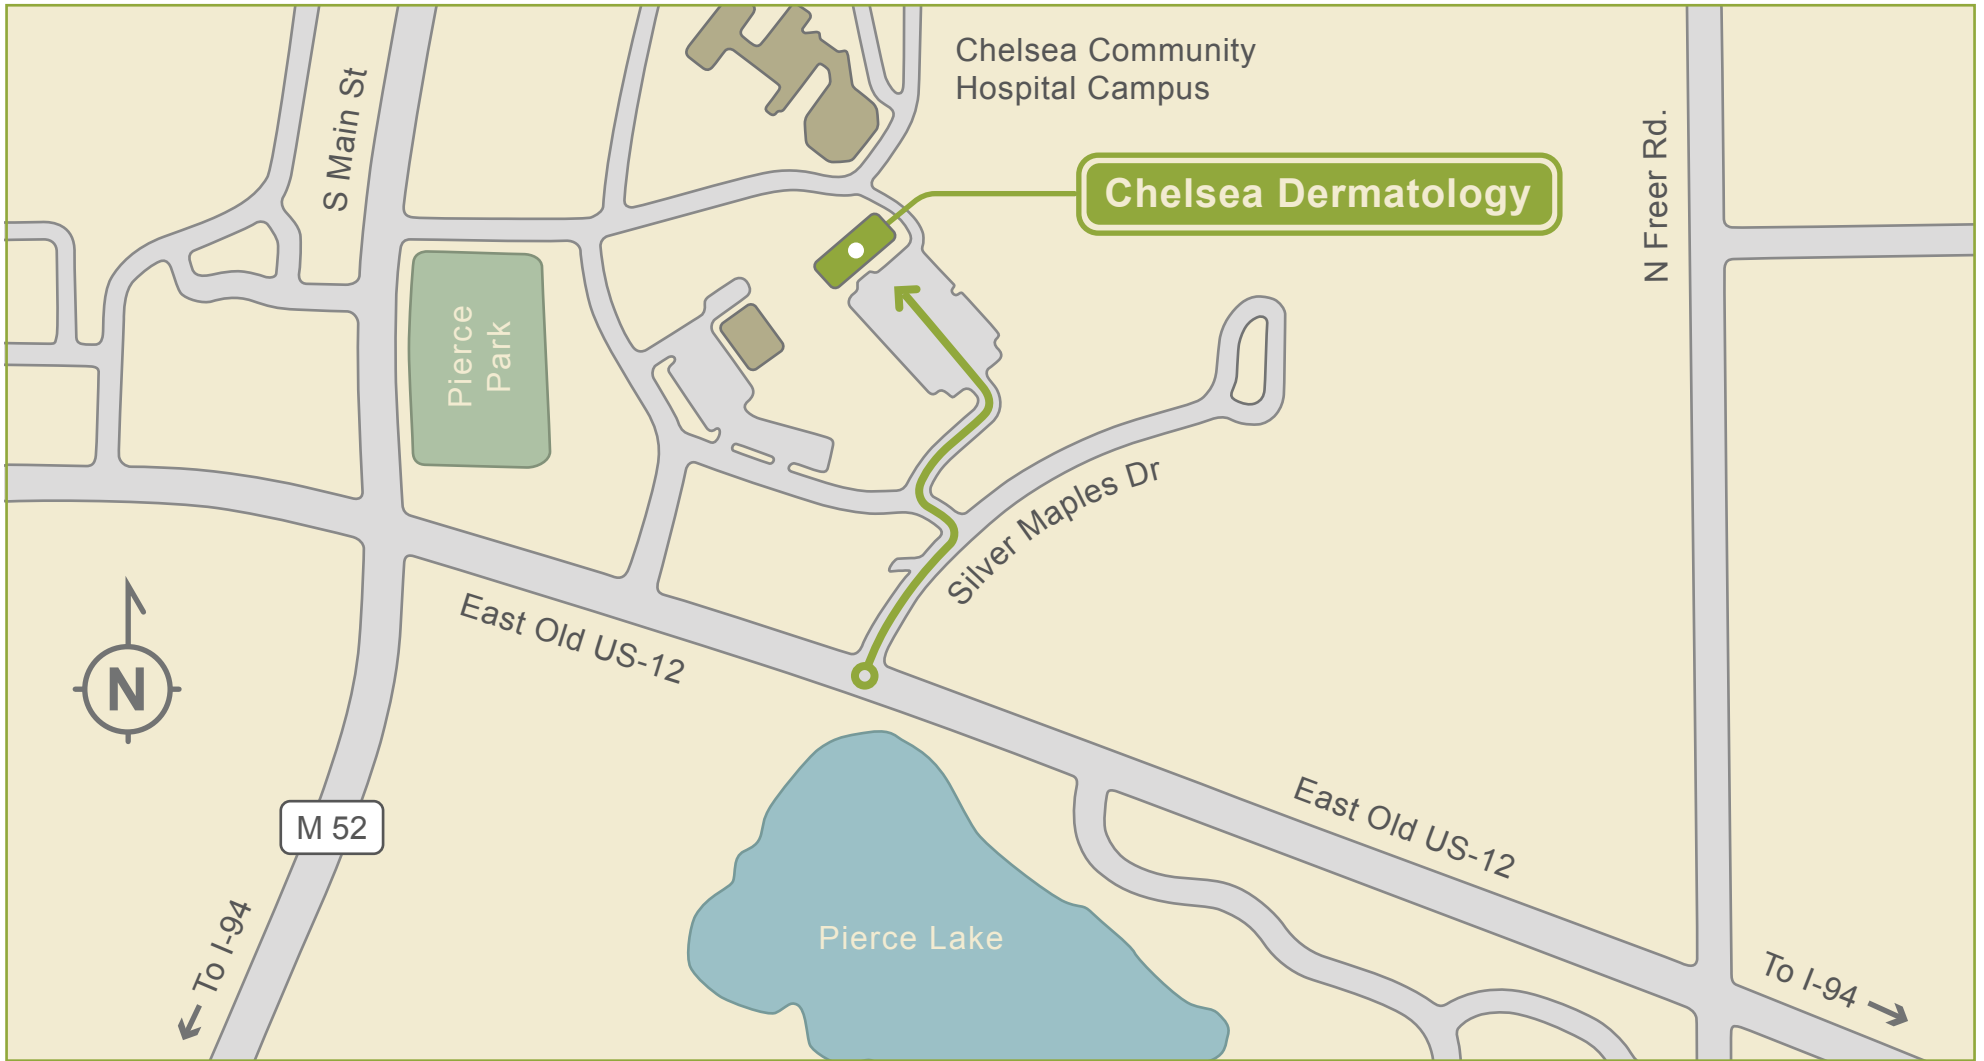 Chelsea Community
Hospital Campus
S Main St
N Freer Rd.
Chelsea Dermatology
Pierce
Park
Silver Maples Dr
East Old US-12
N
M 52
East Old US-12
To I-94
Pierce Lake
To I-94